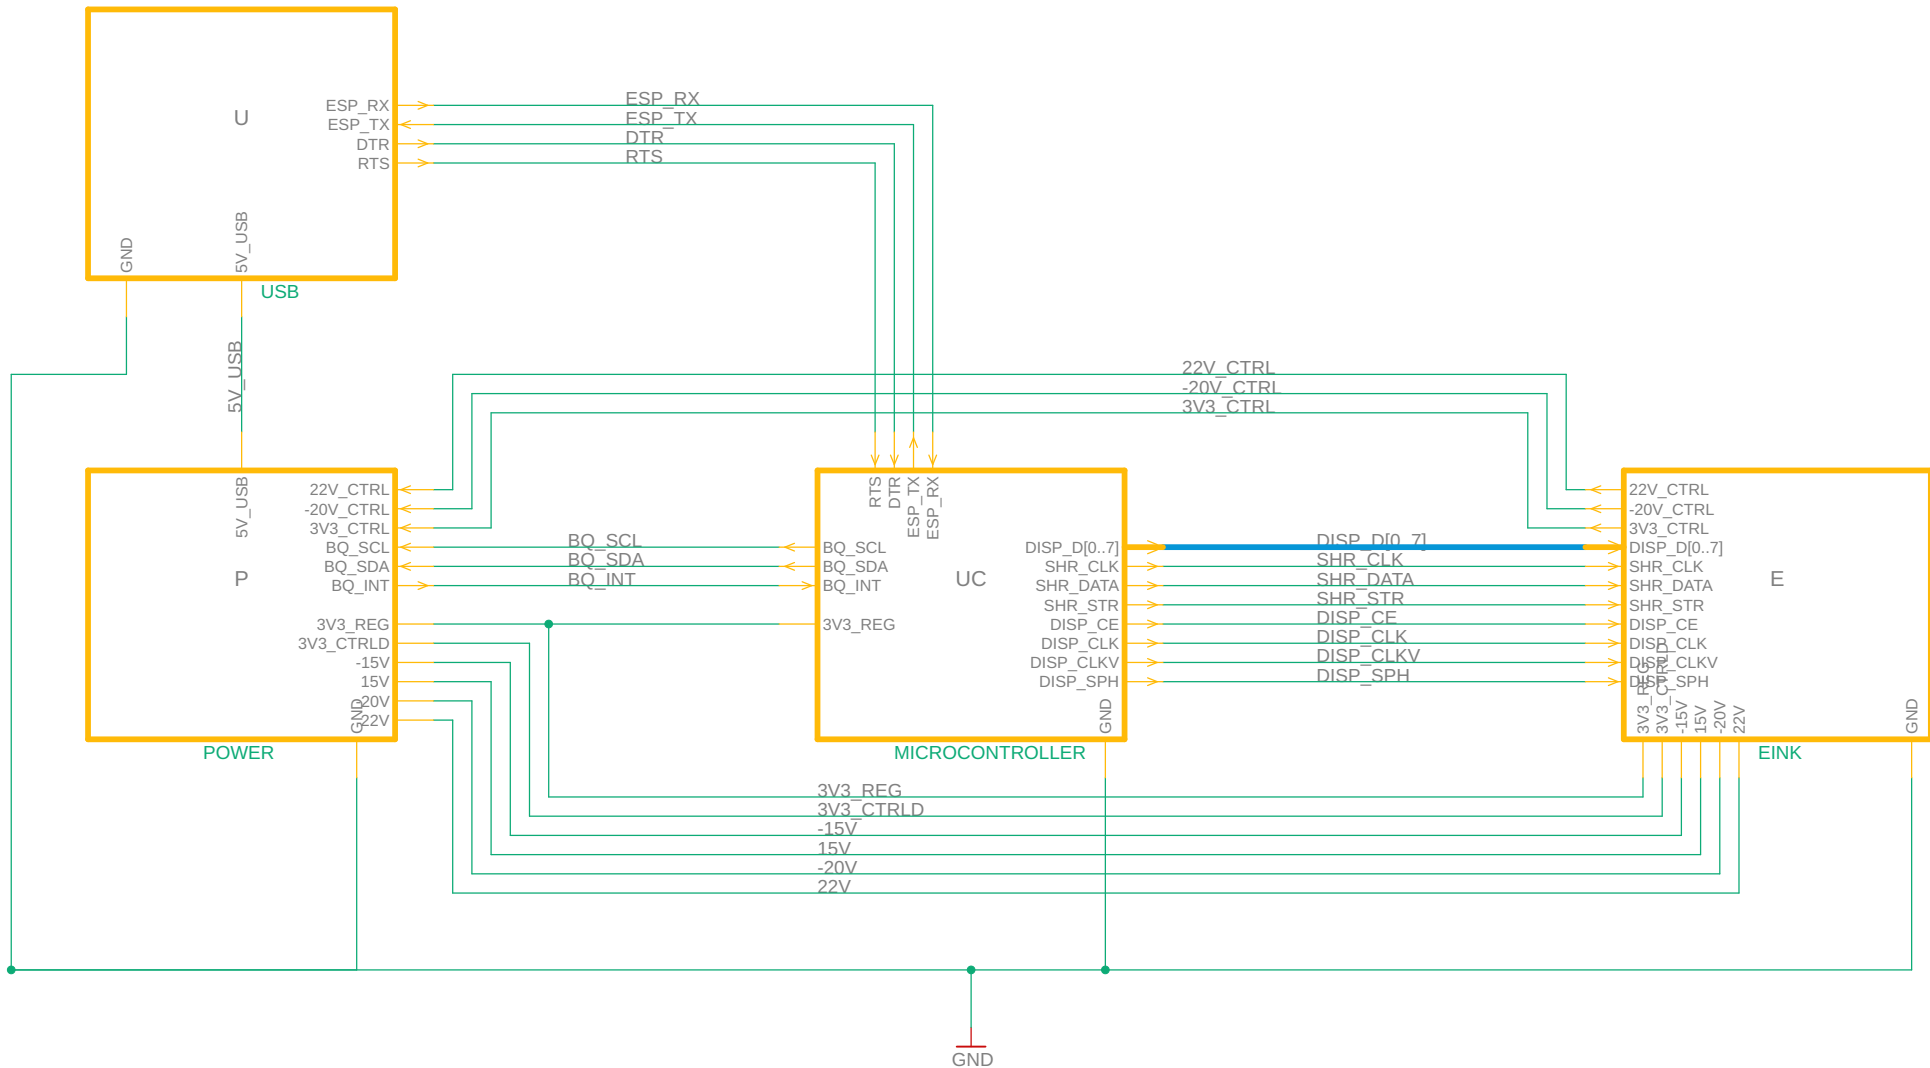 U
ESP_RX
ESP_TX
DTR
RTS
GND
5V_USB
USB
ESP_RX
ESP_TX
DTR
RTS
5V_USB
22V_CTRL
-20V_CTRL
3V3_CTRL
5V_USB
22V_CTRL
-20V_CTRL
3V3_CTRL
BQ_SCL
BQ_SDA
BQ_INT
P
3V3_REG
3V3_CTRLD
-15V
15V
-20V
22V
GND
POWER
BQ_SCL
BQ_SDA
BQ_INT
RTS
DTR
ESP_TX
ESP_RX
BQ_SCL
BQ_SDA
BQ_INT
3V3_REG
UC
DISP_D[0..7]
SHR_CLK
SHR_DATA
SHR_STR
DISP_CE
DISP_CLK
DISP_CLKV
DISP_SPH
GND
MICROCONTROLLER
DISP_D[0..7]
SHR_CLK
SHR_DATA
SHR_STR
DISP_CE
DISP_CLK
DISP_CLKV
DISP_SPH
22V_CTRL
-20V_CTRL
3V3_CTRL
DISP_D[0..7]
SHR_CLK
SHR_DATA
SHR_STR
DISP_CE
DISP_CLK
DISP_CLKV
DISP_SPH
E
3V3_REG
3V3_CTRLD
-15V
15V
-20V
22V
GND
EINK
3V3_REG
3V3_CTRLD
-15V
15V
-20V
22V
GND